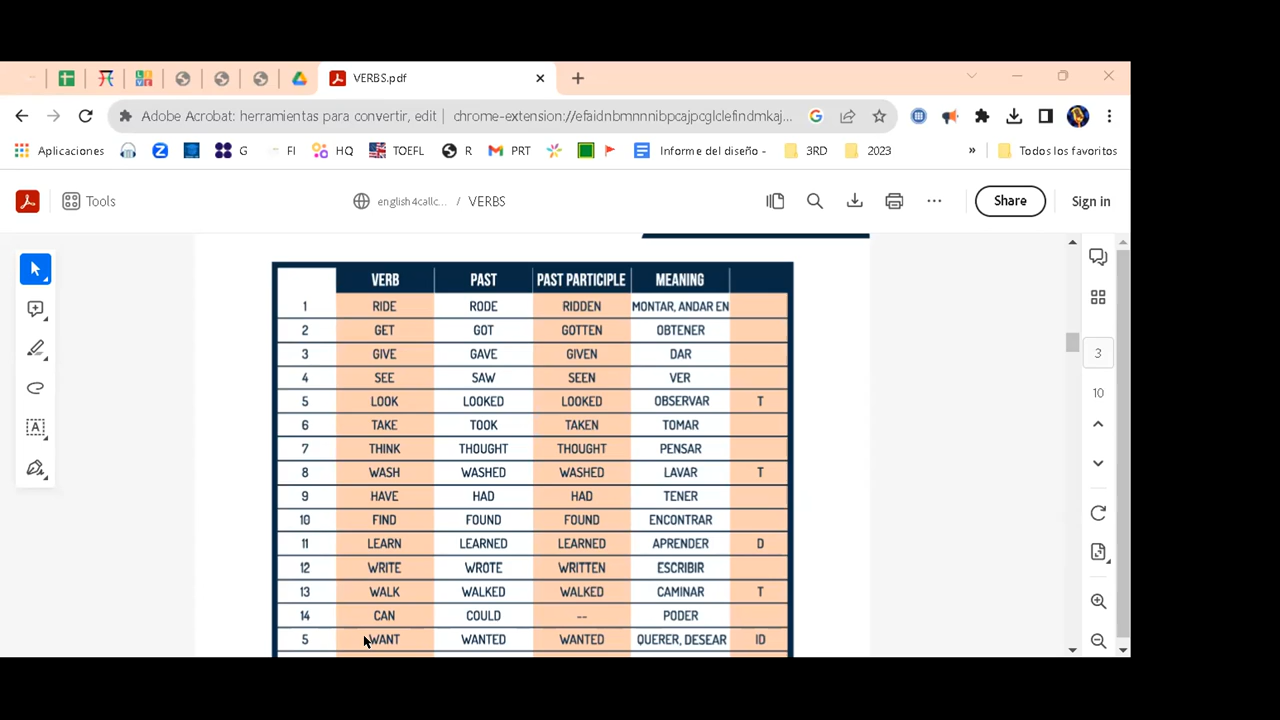 VERBS.pdf
Adobe Acrobat: herramientas para convertir, edit | chrome-extension://efaidnbmnnnibpcajpcglclefindmkaj...
Aplicaciones G FI HQ TOEFL R PRT Informe del diseño - 3RD 2023 » Todos los favoritos
Tools english4callc... / VERBS Share Sign in
VERB PAST PAST PARTICIPLE MEANING
1 RIDE RODE RIDDEN MONTAR, ANDAR EN
2 GET GOT GOTTEN OBTENER
3 GIVE GAVE GIVEN DAR
4 SEE SAW SEEN VER
5 LOOK LOOKED LOOKED OBSERVAR T
6 TAKE TOOK TAKEN TOMAR
7 THINK THOUGHT THOUGHT PENSAR
8 WASH WASHED WASHED LAVAR T
9 HAVE HAD HAD TENER
10 FIND FOUND FOUND ENCONTRAR
11 LEARN LEARNED LEARNED APRENDER D
12 WRITE WROTE WRITTEN ESCRIBIR
13 WALK WALKED WALKED CAMINAR T
14 CAN COULD -- PODER
5 WANT WANTED WANTED QUERER, DESEAR ID
3
10